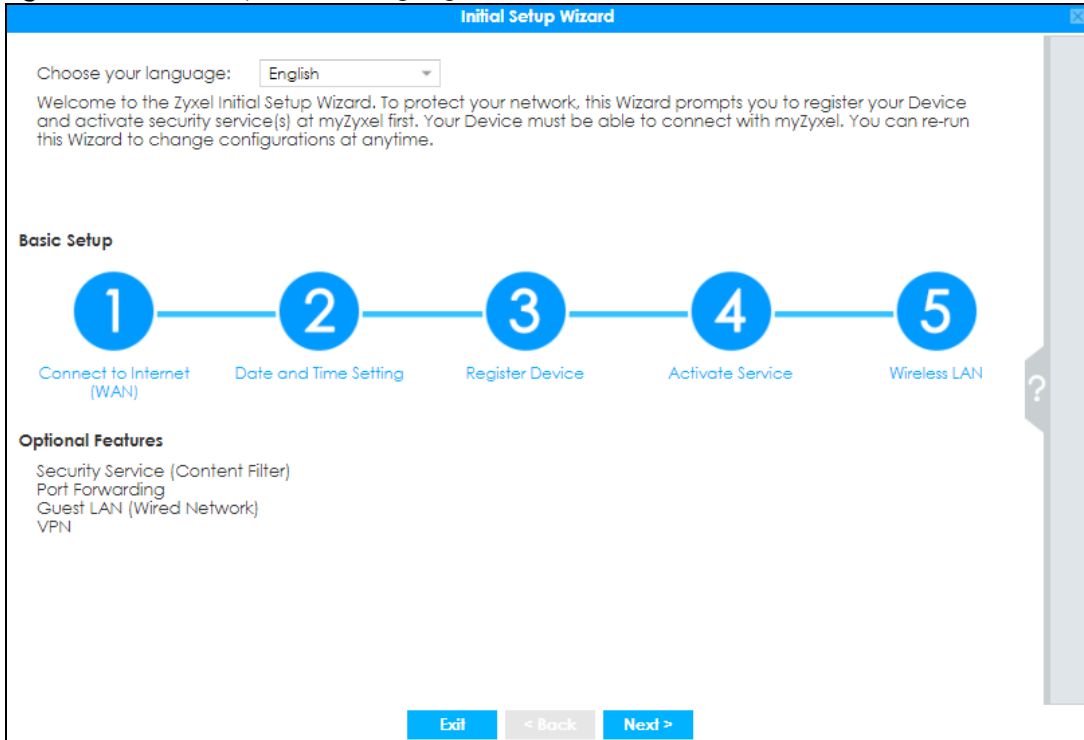 Initial Setup Wizard
Choose your language: English
Welcome to the Zyxel Initial Setup Wizard. To protect your network, this Wizard prompts you to register your Device
and activate security service(s) at myZyxel first. Your Device must be able to connect with myZyxel. You can re-run
this Wizard to change configurations at anytime.
Basic Setup
1 2 3 4 5
Connect to Internet Date and Time Setting Register Device Activate Service Wireless LAN
(WAN)
?
Optional Features
Security Service (Content Filter)
Port Forwarding
Guest LAN (Wired Network)
VPN
Exit < Back Next >